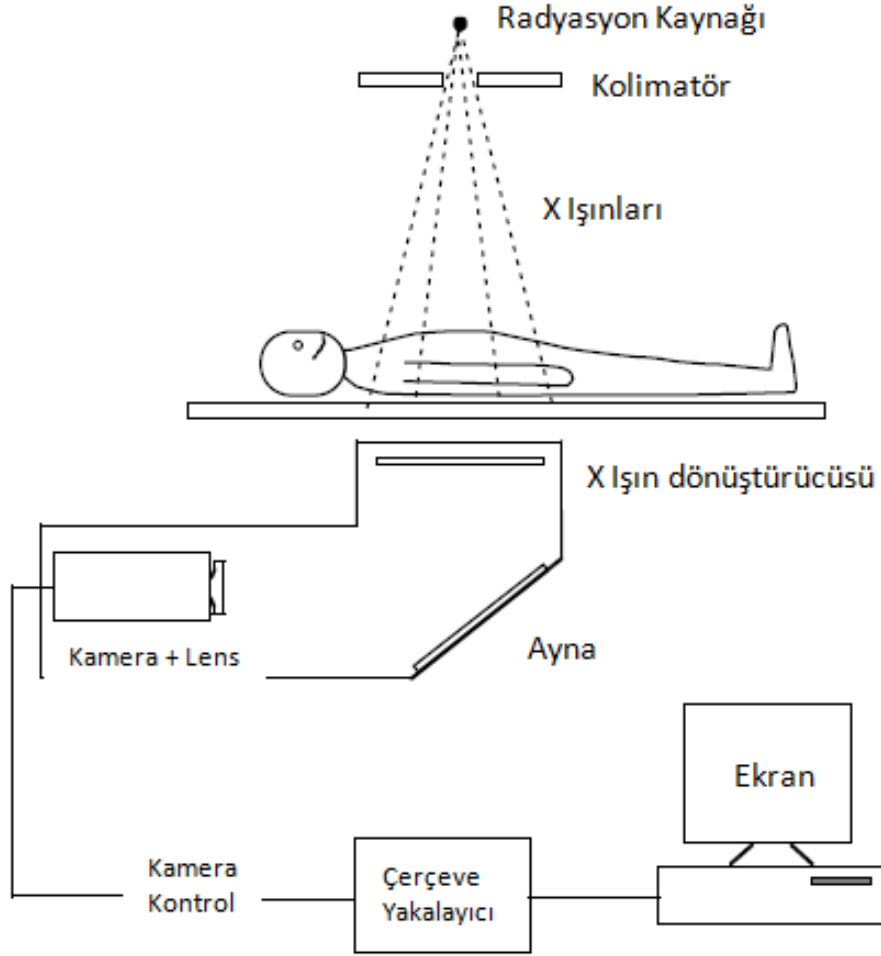 Radyasyon Kaynağı
Kolimatör
X Işınları
X Işın dönüştürücüsü
Kamera + Lens
Ayna
Ekran
Kamera
Kontrol
Çerçeve
Yakalayıcı